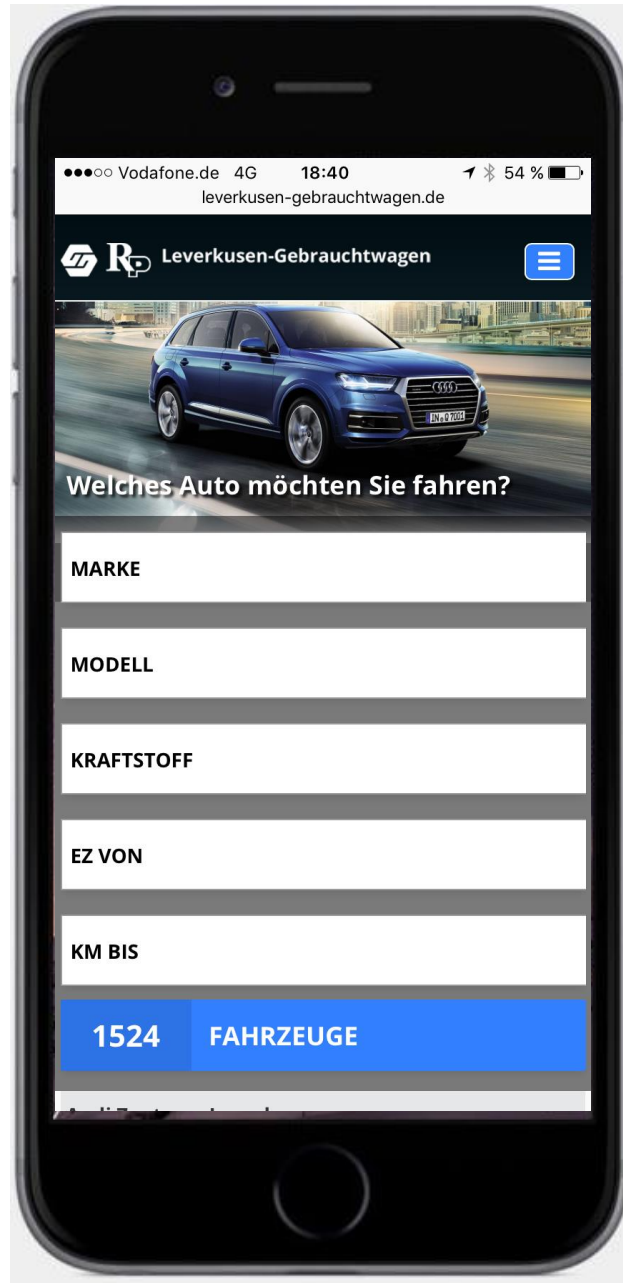 Vodafone.de 4G 18:40 54 %
leverkusen-gebrauchtwagen.de
RP Leverkusen-Gebrauchtwagen
IN Q 7001
Welches Auto möchten Sie fahren?
MARKE
MODELL
KRAFTSTOFF
EZ VON
KM BIS
1524 FAHRZEUGE